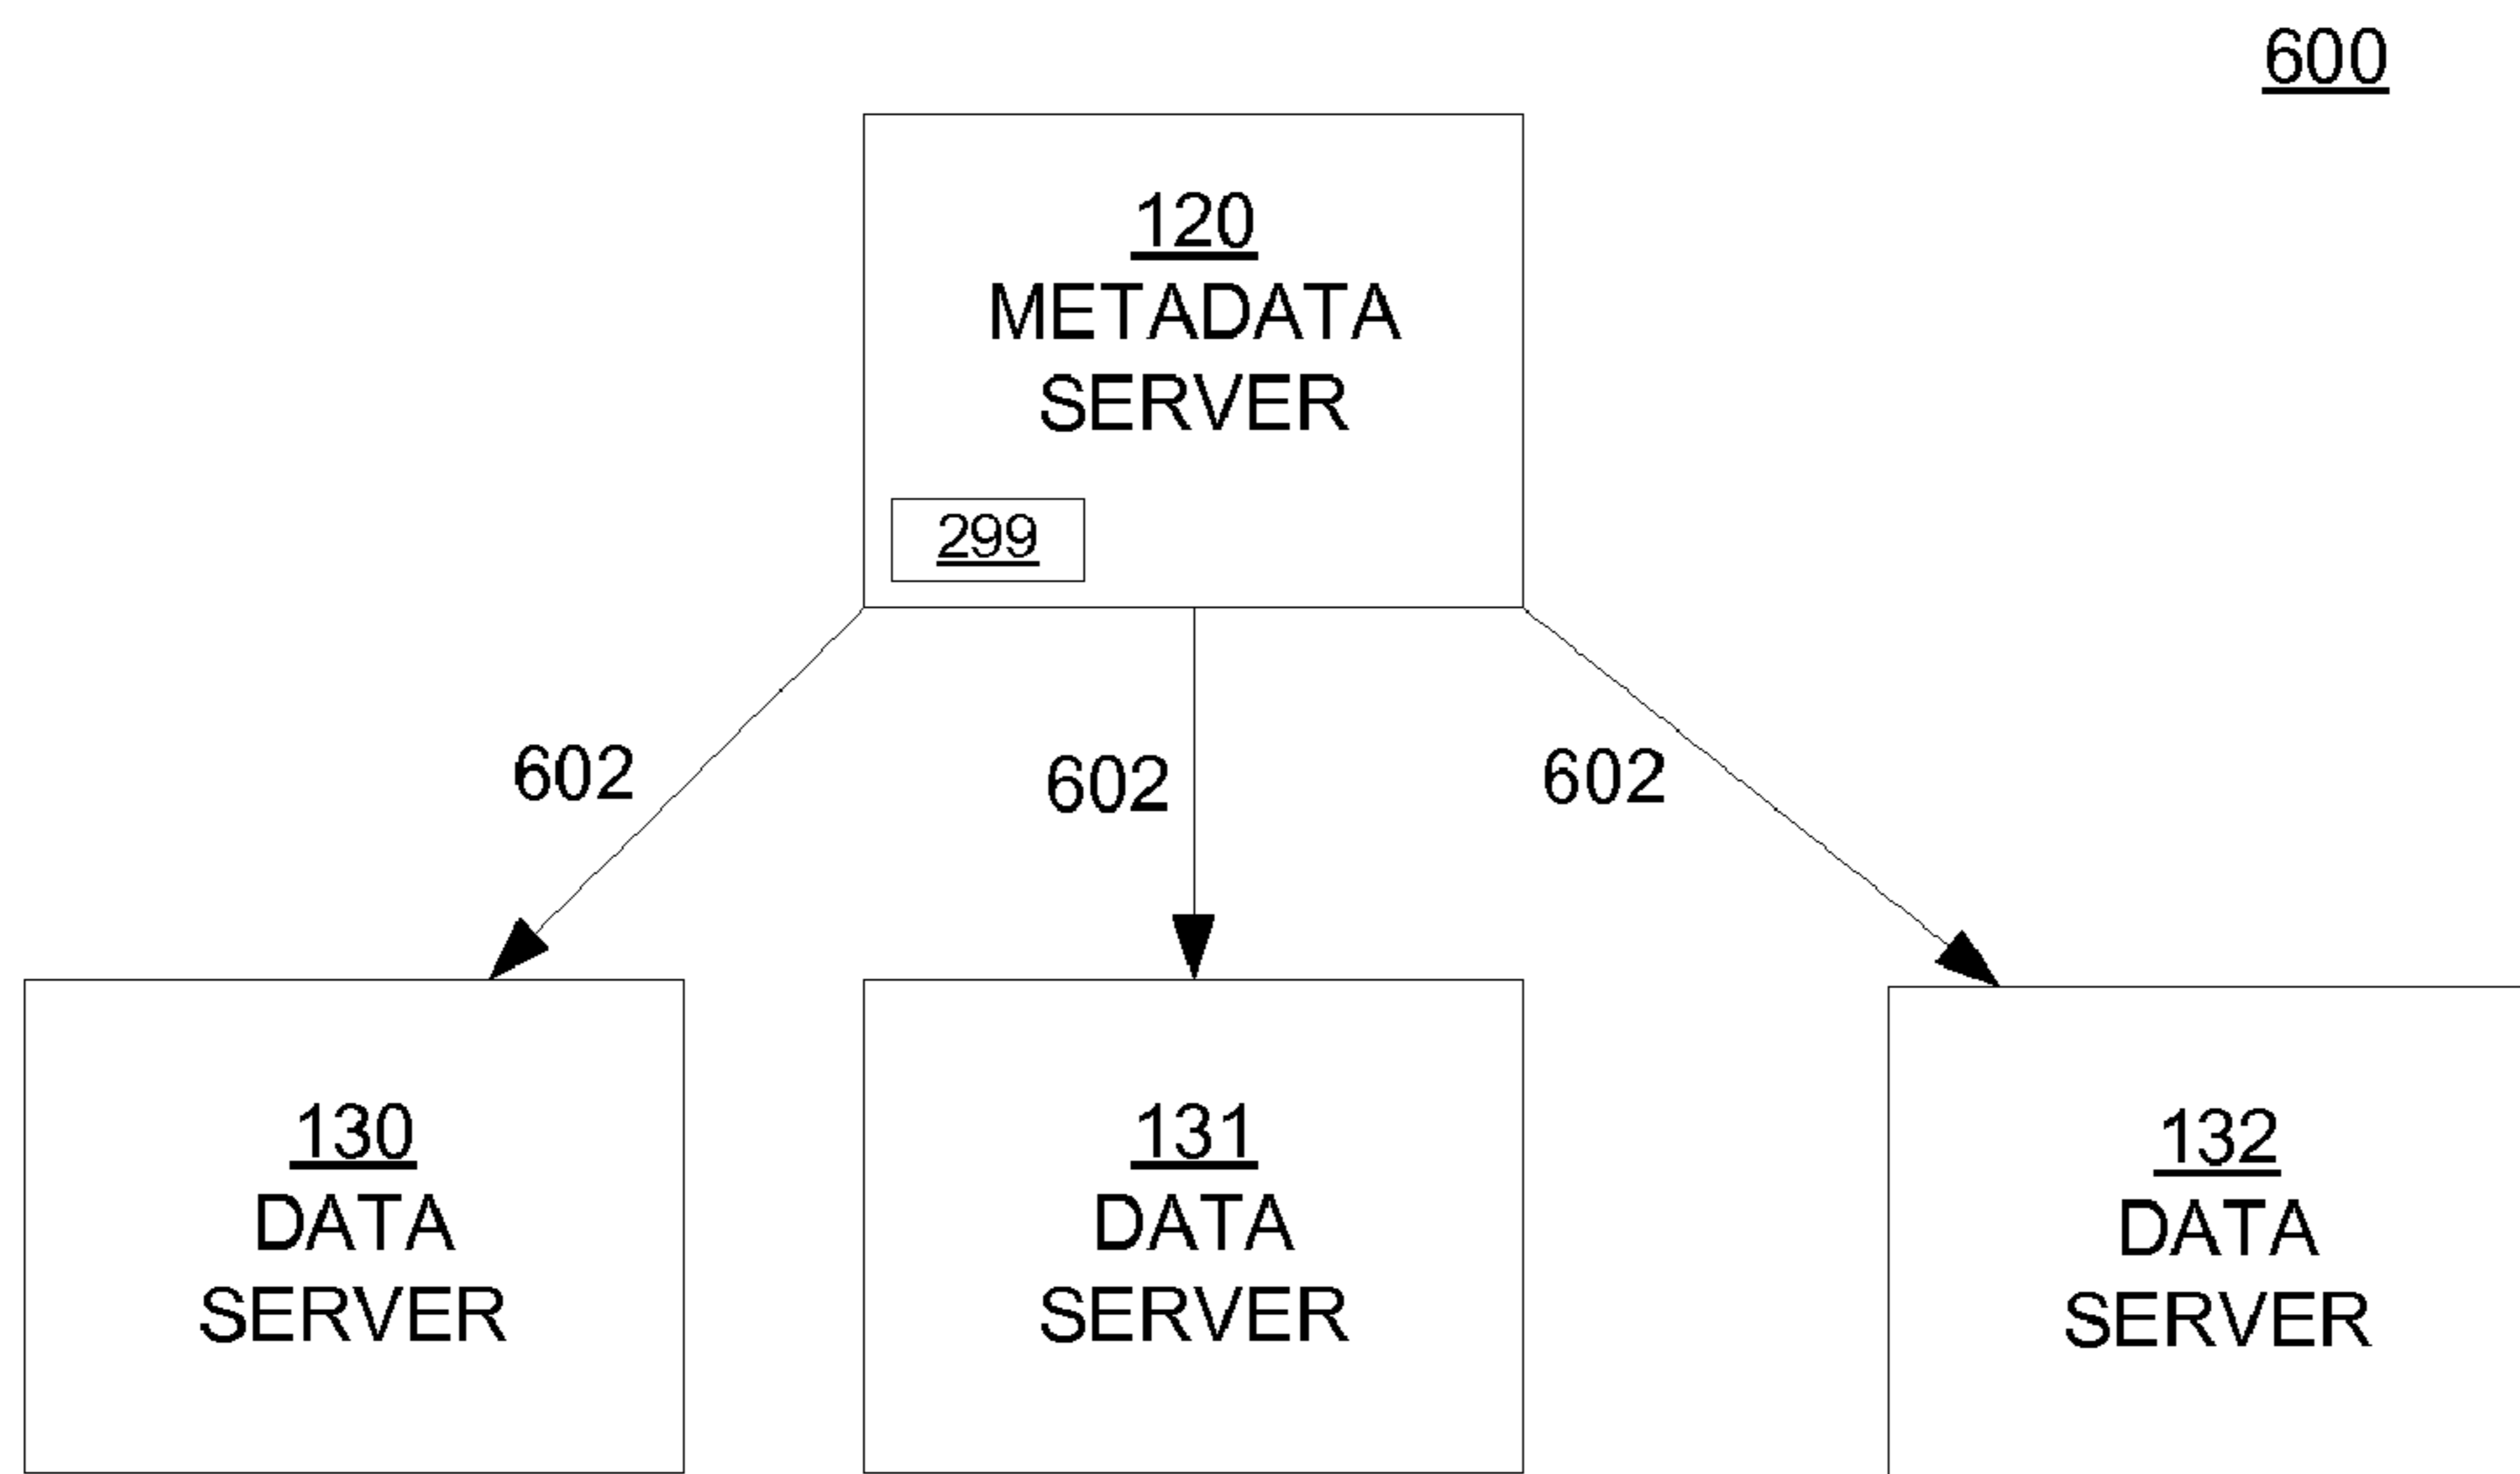 600
120
METADATA
SERVER
299
602
602
602
130
DATA
SERVER
131
DATA
SERVER
132
DATA
SERVER